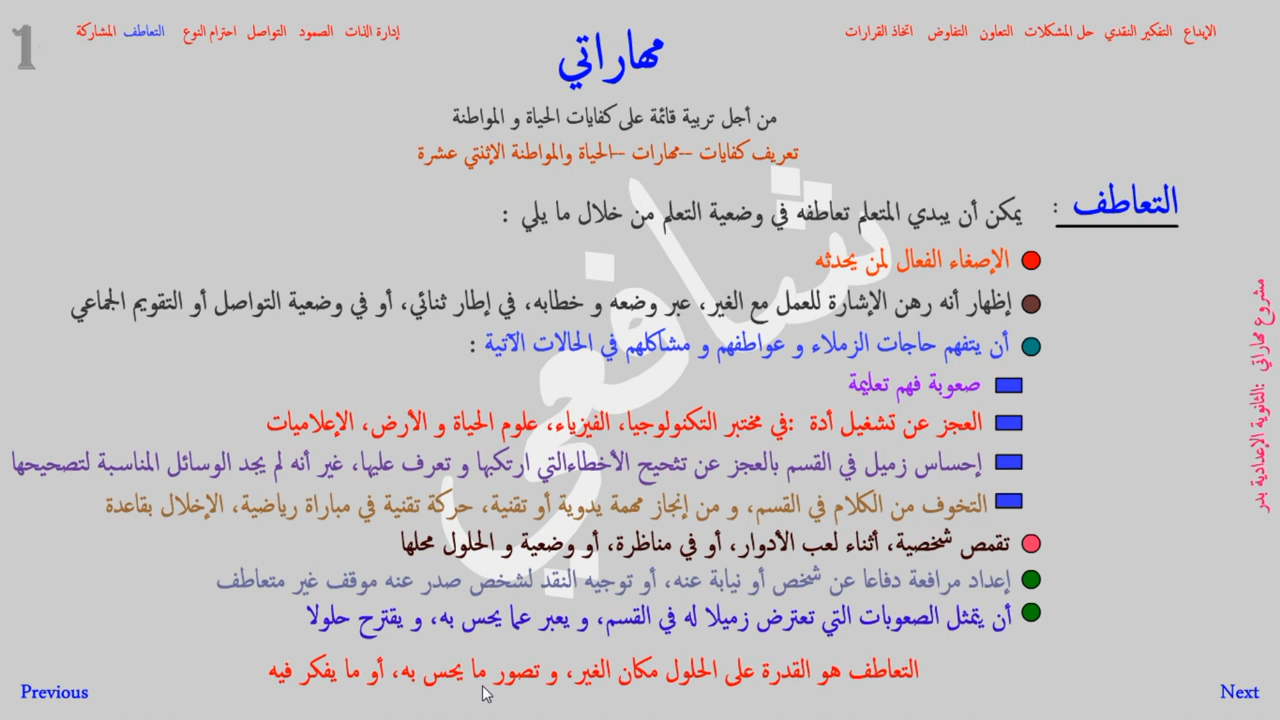 الإبداع التفكير النقدي حل المشكلات التعاون التفاوض اتخاذ القرارات
إدارة الذات الصمود التواصل احترام النوع التعاطف المشاركة
1
مهاراتي
من أجل تربية قائمة على كفايات الحياة و المواطنة
تعريف كفايات –مهارات –الحياة والمواطنة الإثنتي عشرة
التعاطف :
يمكن أن يبدي المتعلم تعاطفه في وضعية التعلم من خلال ما يلي :
الإصغاء الفعال لمن يحدثه
إظهار أنه رهن الإشارة للعمل مع الغير، عبر وضعه و خطابه، في إطار ثنائي، أو في وضعية التواصل أو التقويم الجماعي
أن يتفهم حاجات الزملاء و عواطفهم و مشاكلهم في الحالات الآتية :
صعوبة فهم تعليمة
العجز عن تشغيل أدة :في مختبر التكنولوجيا، الفيزياء، علوم الحياة و الأرض، الإعلاميات
إحساس زميل في القسم بالعجز عن تثحيح الأخطاءالتي ارتكبها و تعرف عليها، غير أنه لم يجد الوسائل المناسبة لتصحيحها
التخوف من الكلام في القسم، و من إنجاز مهمة يدوية أو تقنية، حركة تقنية في مباراة رياضية، الإخلال بقاعدة
تقمص شخصية، أثناء لعب الأدوار، أو في مناظرة، أو وضعية و الحلول محلها
إعداد مرافعة دفاعا عن شخص أو نيابة عنه، أو توجيه النقد لشخص صدر عنه موقف غير متعاطف
أن يتمثل الصعوبات التي تعترض زميلا له في القسم، و يعبر عما يحس به، و يقترح حلولا
التعاطف هو القدرة على الحلول مكان الغير، و تصور ما يحس به، أو ما يفكر فيه
مشروع مهاراتي :الثانوية الإعدادية بدر
شافعي
Previous
Next